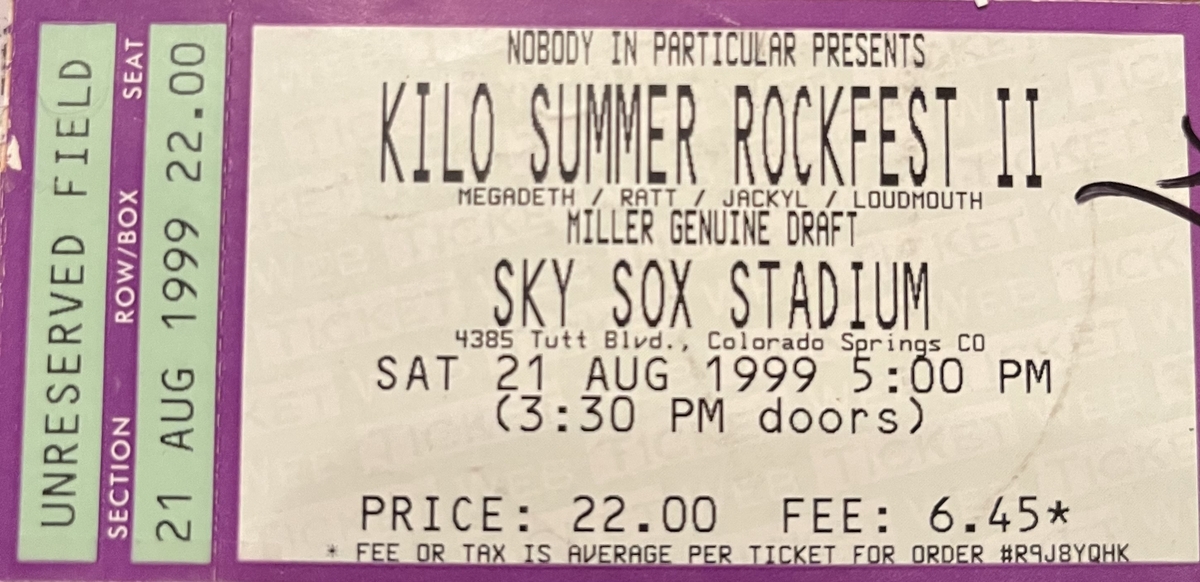 UNRESERVED FIELD
SECTION ROW/BOX SEAT
21 AUG 1999 22.00
NOBODY IN PARTICULAR PRESENTS
KILO SUMMER ROCKFEST II
MEGADETH / RATT / JACKYL / LOUDMOUTH
MILLER GENUINE DRAFT
SKY SOX STADIUM
4385 Tutt Blvd., Colorado Springs CO
SAT 21 AUG 1999 5:00 PM
(3:30 PM doors)
PRICE: 22.00 FEE: 6.45*
* FEE OR TAX IS AVERAGE PER TICKET FOR ORDER #R9J8YQHK